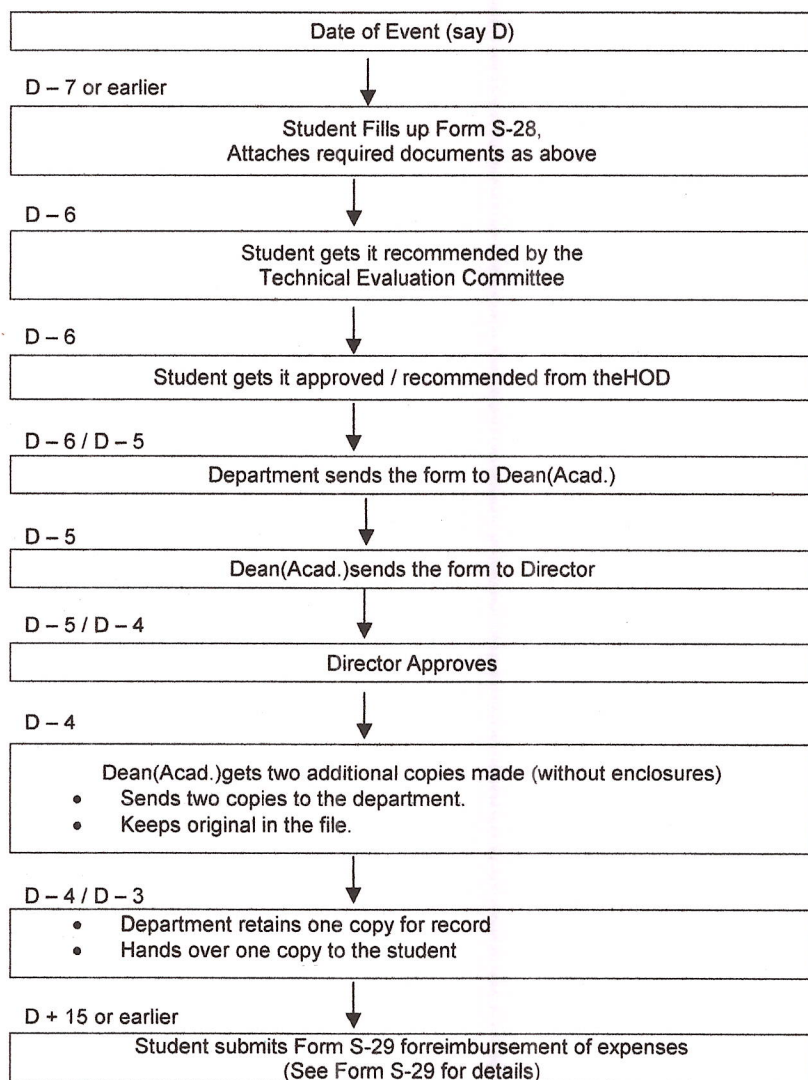 Date of Event (say D)
D – 7 or earlier
Student Fills up Form S-28,
Attaches required documents as above
D – 6
Student gets it recommended by the
Technical Evaluation Committee
D – 6
Student gets it approved / recommended from theHOD
D – 6 / D – 5
Department sends the form to Dean(Acad.)
D – 5
Dean(Acad.)sends the form to Director
D – 5 / D – 4
Director Approves
D – 4
Dean(Acad.)gets two additional copies made (without enclosures)
• Sends two copies to the department.
• Keeps original in the file.
D – 4 / D – 3
• Department retains one copy for record
• Hands over one copy to the student
D + 15 or earlier
Student submits Form S-29 forreimbursement of expenses
(See Form S-29 for details)